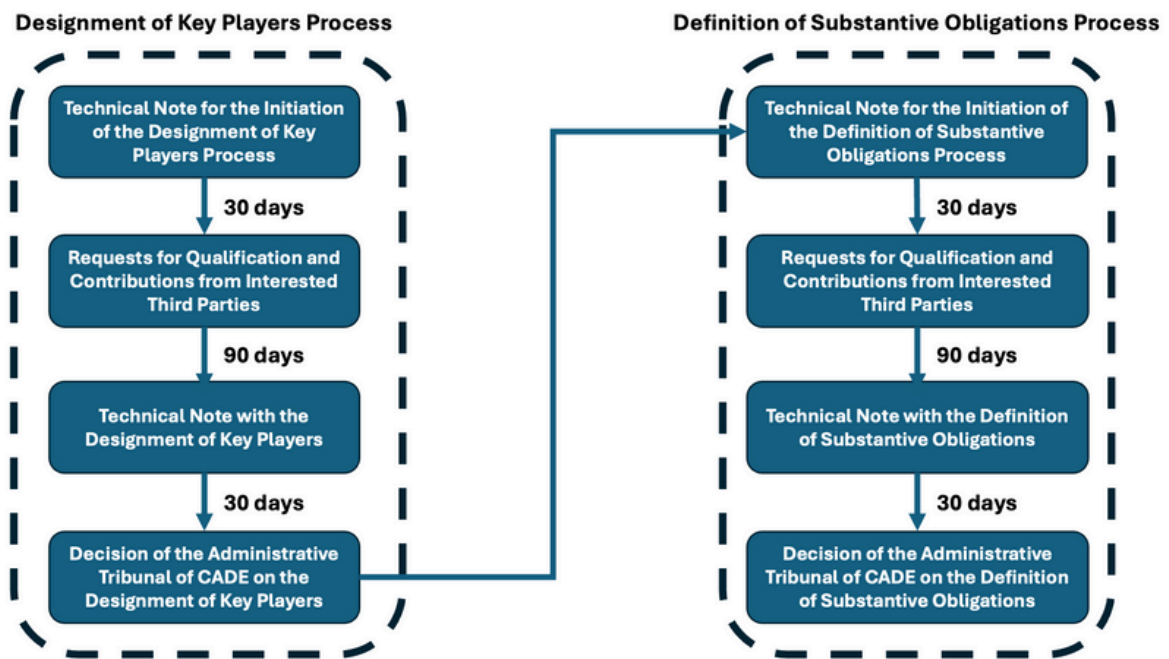 Designment of Key Players Process
Technical Note for the Initiation
of the Designment of Key
Players Process
30 days
Requests for Qualification and
Contributions from Interested
Third Parties
90 days
Technical Note with the
Designment of Key Players
30 days
Decision of the Administrative
Tribunal of CADE on the
Designment of Key Players
Definition of Substantive Obligations Process
Technical Note for the Initiation of
the Definition of Substantive
Obligations Process
30 days
Requests for Qualification and
Contributions from Interested
Third Parties
90 days
Technical Note with the Definition
of Substantive Obligations
30 days
Decision of the Administrative
Tribunal of CADE on the Definition
of Substantive Obligations